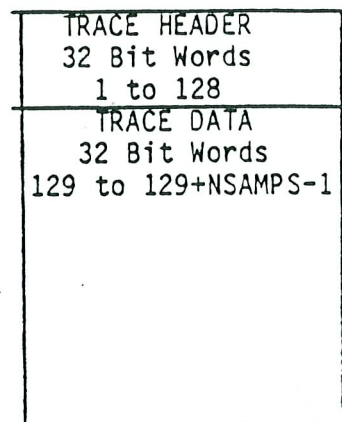 TRACE HEADER
32 Bit Words
1 to 128
TRACE DATA
32 Bit Words
129 to 129+NSAMPS-1